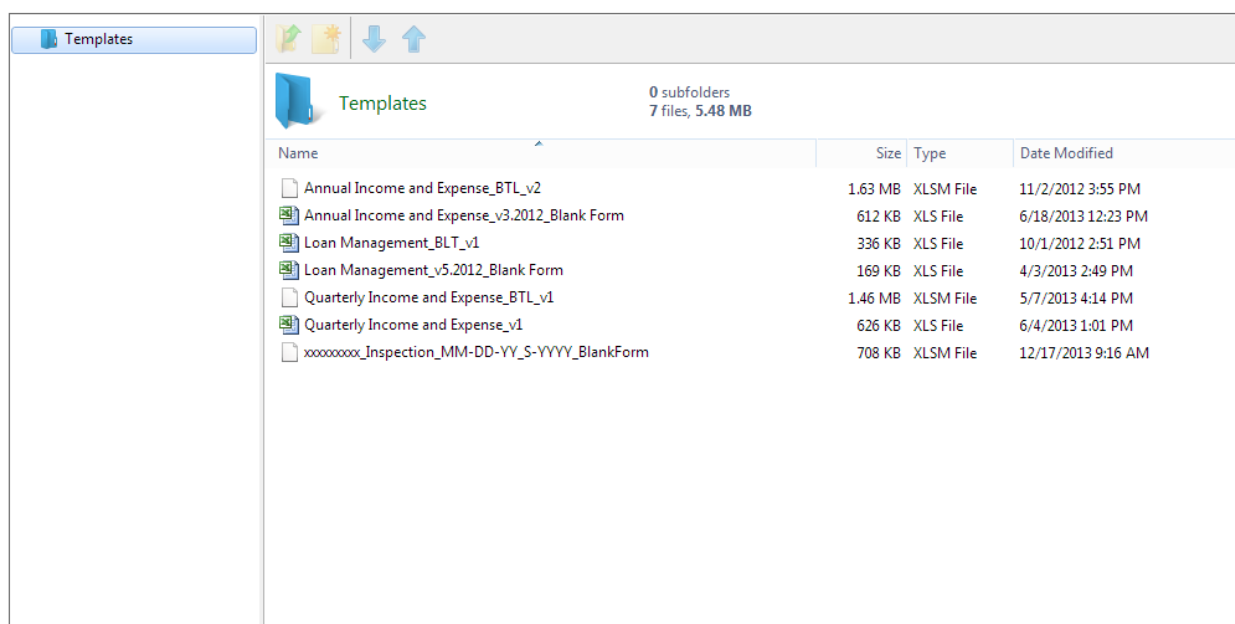 Templates
Templates
0 subfolders
7 files, 5.48 MB
Name Size Type Date Modified
Annual Income and Expense_BTL_v2 1.63 MB XLSM File 11/2/2012 3:55 PM
Annual Income and Expense_v3.2012_Blank Form 612 KB XLS File 6/18/2013 12:23 PM
Loan Management_BLT_v1 336 KB XLS File 10/1/2012 2:51 PM
Loan Management_v5.2012_Blank Form 169 KB XLS File 4/3/2013 2:49 PM
Quarterly Income and Expense_BTL_v1 1.46 MB XLSM File 5/7/2013 4:14 PM
Quarterly Income and Expense_v1 626 KB XLS File 6/4/2013 1:01 PM
xxxxxxxxx_Inspection_MM-DD-YY_S-YYYY_BlankForm 708 KB XLSM File 12/17/2013 9:16 AM